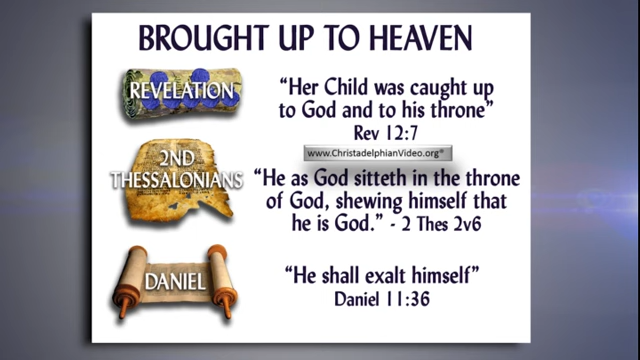 BROUGHT UP TO HEAVEN
REVELATION
“Her Child was caught up
to God and to his throne”
Rev 12:7
www.ChristadelphianVideo.org®
2ND
THESSALONIANS
“He as God sitteth in the throne
of God, shewing himself that
he is God.” - 2 Thes 2v6
DANIEL
“He shall exalt himself”
Daniel 11:36